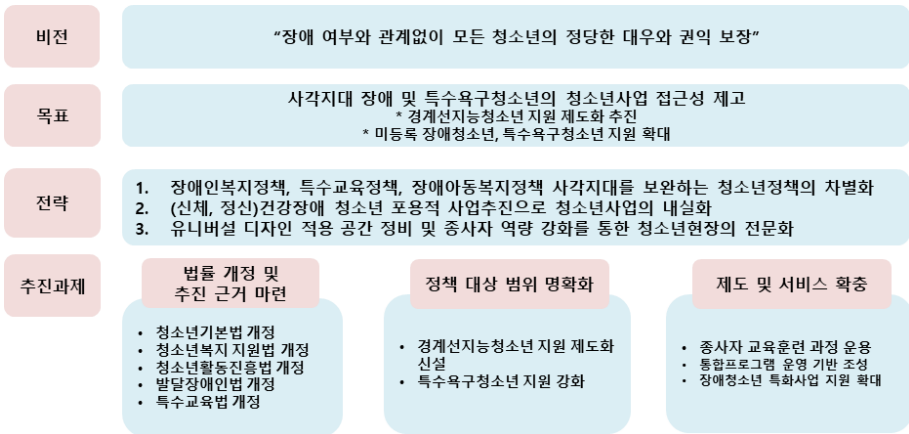 비전
“장애 여부와 관계없이 모든 청소년의 정당한 대우와 권익 보장”
목표
사각지대 장애 및 특수욕구청소년의 청소년사업 접근성 제고
* 경계선지능청소년 지원 제도화 추진
* 미등록 장애청소년, 특수욕구청소년 지원 확대
전략
1. 장애인복지정책, 특수교육정책, 장애아동복지정책 사각지대를 보완하는 청소년정책의 차별화
2. (신체, 정신)건강장애 청소년 포용적 사업추진으로 청소년사업의 내실화
3. 유니버설 디자인 적용 공간 정비 및 종사자 역량 강화를 통한 청소년현장의 전문화
추진과제
법률 개정 및
추진 근거 마련
• 청소년기본법 개정
• 청소년복지 지원법 개정
• 청소년활동진흥법 개정
• 발달장애인법 개정
• 특수교육법 개정
정책 대상 범위 명확화
• 경계선지능청소년 지원 제도화
신설
• 특수욕구청소년 지원 강화
제도 및 서비스 확충
• 종사자 교육훈련 과정 운용
• 통합프로그램 운영 기반 조성
• 장애청소년 특화사업 지원 확대